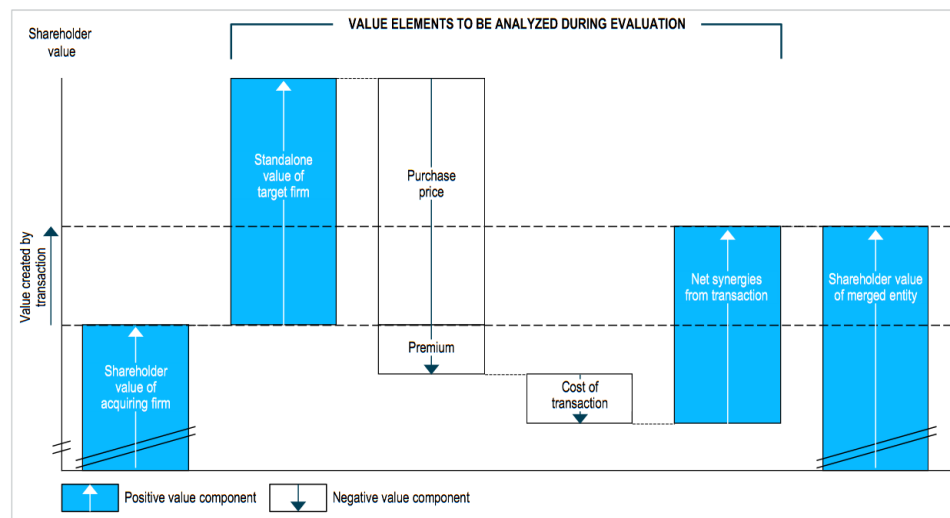 VALUE ELEMENTS TO BE ANALYZED DURING EVALUATION
Shareholder
value
Value created by
transaction
Shareholder
value of
acquiring firm
Standalone
value of
target firm
Purchase
price
Premium
Cost of
transaction
Net synergies
from transaction
Shareholder value
of merged entity
Positive value component
Negative value component